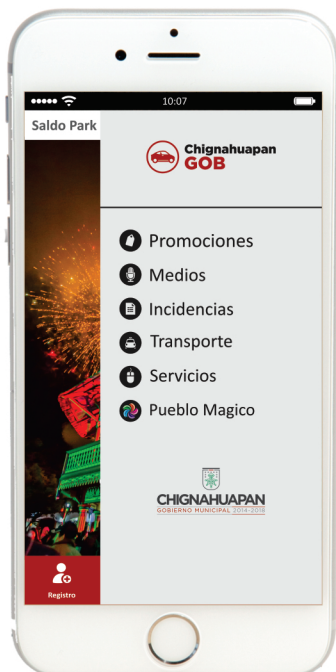 10:07
Saldo Park
Chignahuapan
GOB
Promociones
Medios
Incidencias
Transporte
Servicios
Pueblo Magico
CHIGNAHUAPAN
GOBIERNO MUNICIPAL 2014-2018
Registro